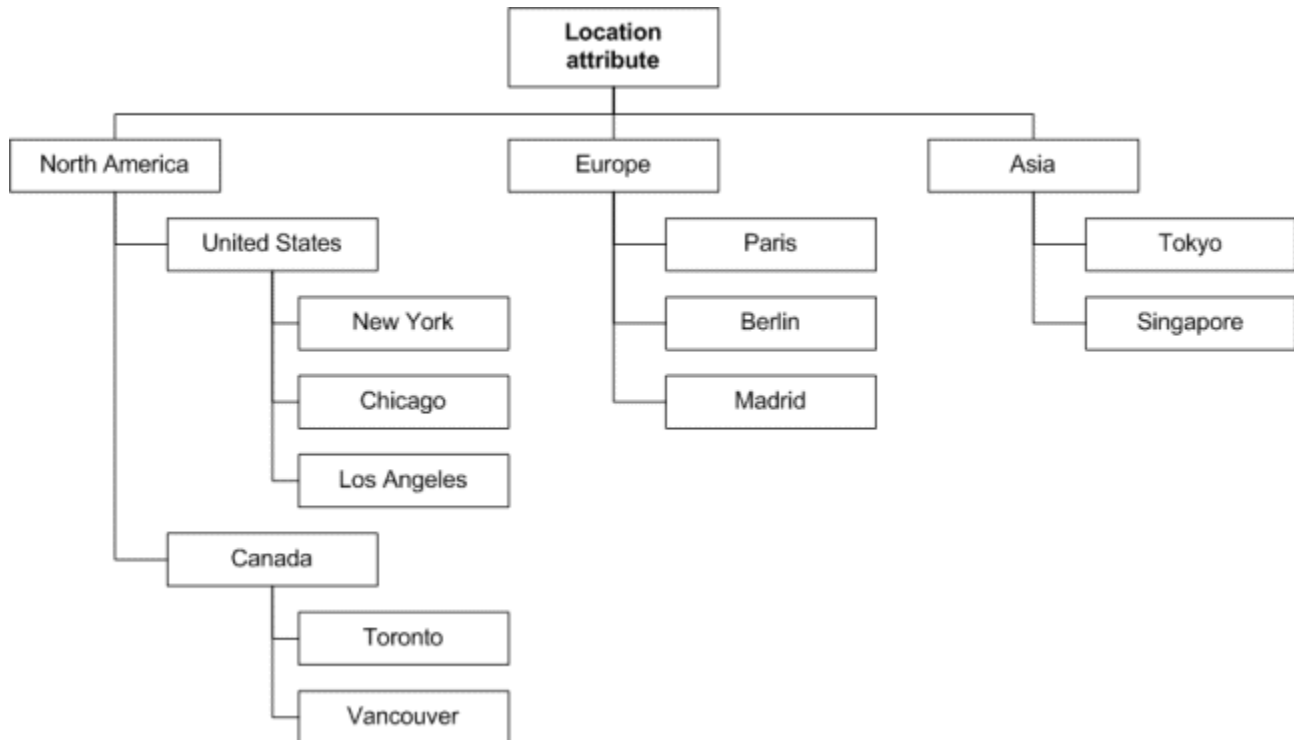 Location
attribute
North America
Europe
Asia
United States
Paris
Tokyo
New York
Berlin
Singapore
Chicago
Madrid
Los Angeles
Canada
Toronto
Vancouver